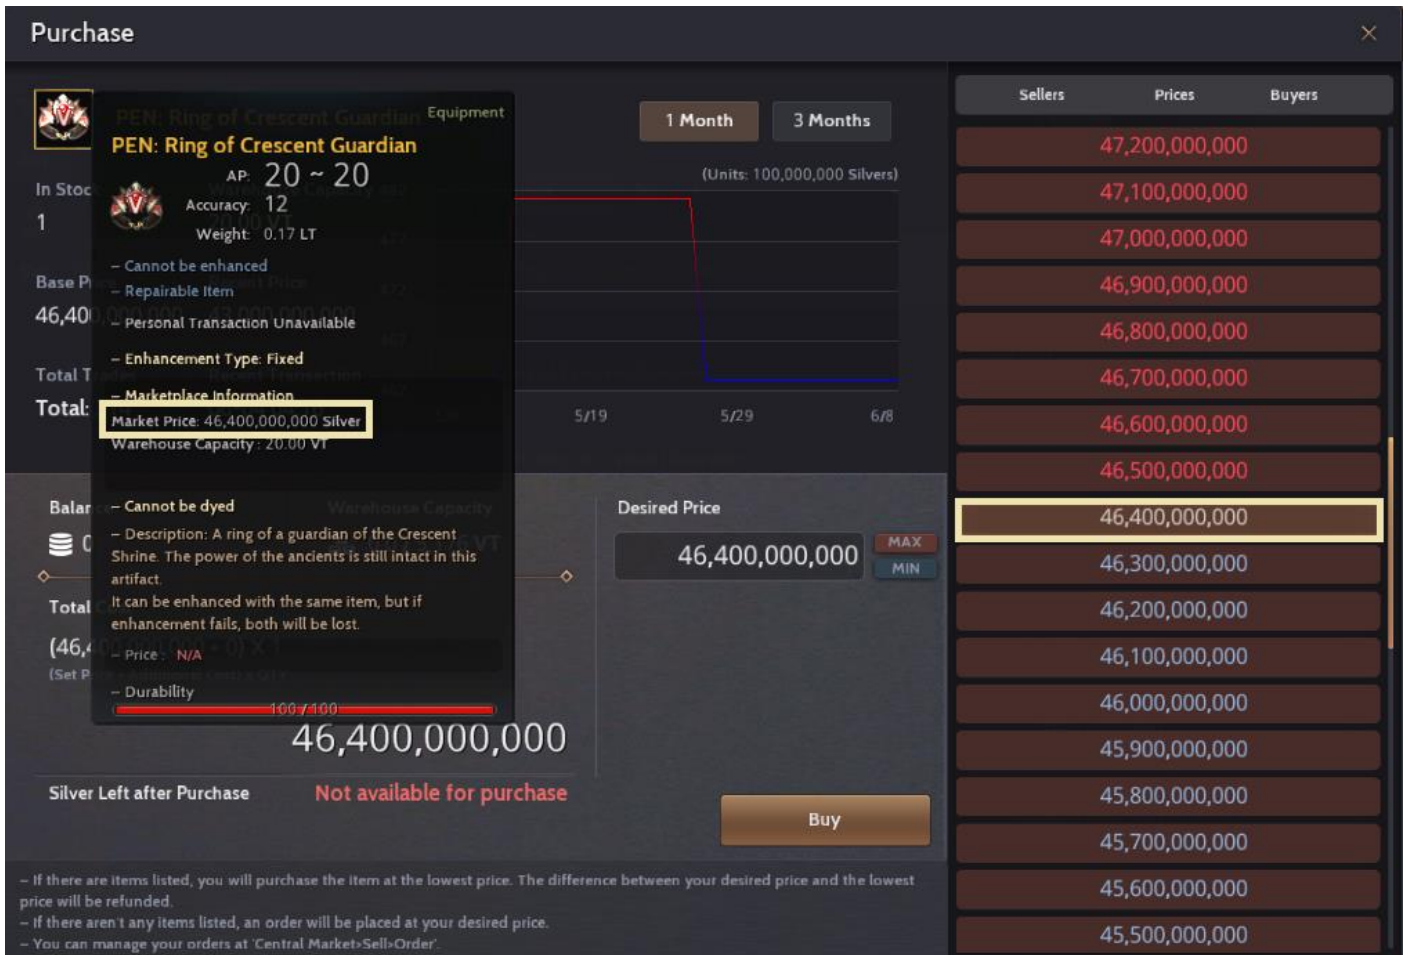 Purchase
PEN: Ring of Crescent Guardian
Equipment
PEN: Ring of Crescent Guardian
AP: 20 ~ 20
Accuracy: 12
Weight: 0.17 LT
– Cannot be enhanced
– Repairable Item
– Personal Transaction Unavailable
– Enhancement Type: Fixed
– Marketplace Information
Market Price: 46,400,000,000 Silver
Warehouse Capacity : 20.00 VT
– Cannot be dyed
– Description: A ring of a guardian of the Crescent
Shrine. The power of the ancients is still intact in this
artifact.
It can be enhanced with the same item, but if
enhancement fails, both will be lost.
– Price : N/A
– Durability
100 / 100
In Stoc
1
Base P
46,40
Total T
Total:
1 Month
3 Months
(Units: 100,000,000 Silvers)
5/19
5/29
6/8
Balan
Warehouse Capacity
0
VT
Total
(46,4
(Set P
46,400,000,000
Silver Left after Purchase
Not available for purchase
Desired Price
46,400,000,000
MAX
MIN
Buy
– If there are items listed, you will purchase the item at the lowest price. The difference between your desired price and the lowest
price will be refunded.
– If there aren't any items listed, an order will be placed at your desired price.
– You can manage your orders at 'Central Market>Sell>Order'.
Sellers Prices Buyers
47,200,000,000
47,100,000,000
47,000,000,000
46,900,000,000
46,800,000,000
46,700,000,000
46,600,000,000
46,500,000,000
46,400,000,000
46,300,000,000
46,200,000,000
46,100,000,000
46,000,000,000
45,900,000,000
45,800,000,000
45,700,000,000
45,600,000,000
45,500,000,000